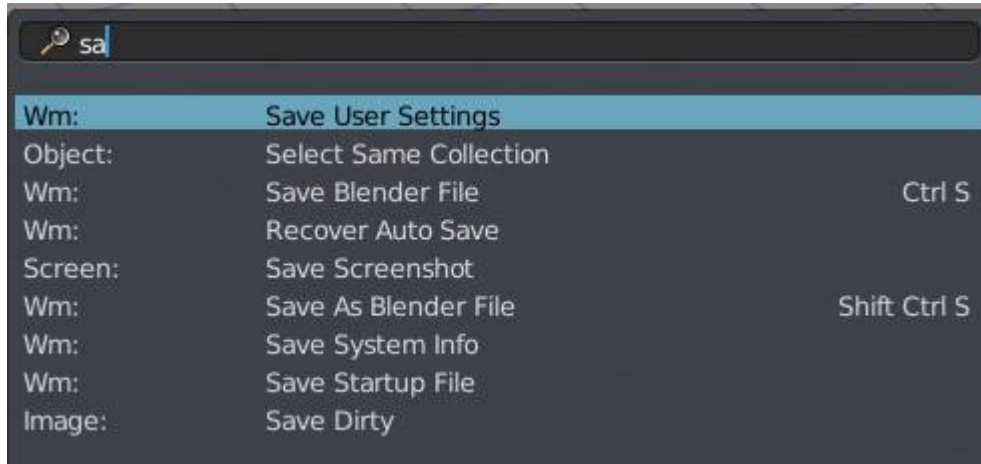 sa
Wm: Save User Settings
Object: Select Same Collection
Wm: Save Blender File Ctrl S
Wm: Recover Auto Save
Screen: Save Screenshot
Wm: Save As Blender File Shift Ctrl S
Wm: Save System Info
Wm: Save Startup File
Image: Save Dirty